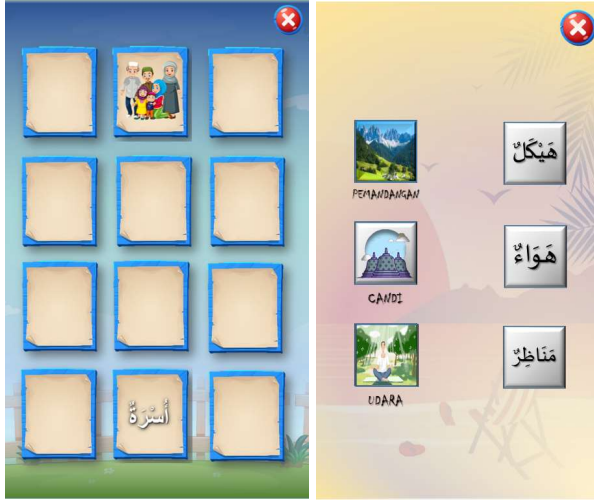 أُسْرَةٌ
PEMANDANGAN
هَيْكَلٌ
CANDI
هَوَاءٌ
UDARA
مَنَاظِرٌ